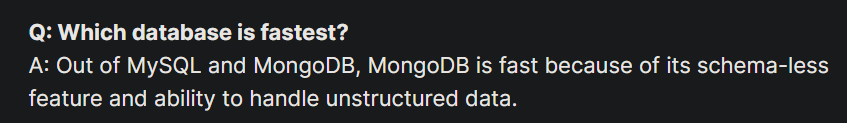 Q: Which database is fastest?
A: Out of MySQL and MongoDB, MongoDB is fast because of its schema-less
feature and ability to handle unstructured data.